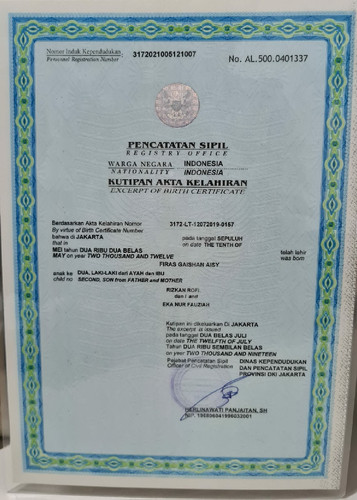 Nomor Induk Kependudukan 3172021005121007
Personal Registration Number
No. AL.500.0401337
PENCATATAN SIPIL
REGISTRY OFFICE
WARGA NEGARA INDONESIA
NATIONALITY INDONESIA
KUTIPAN AKTA KELAHIRAN
EXCERPT OF BIRTH CERTIFICATE
Berdasarkan Akta Kelahiran Nomor 3172-LT-12072019-0157
By virtue of Birth Certificate Number
bahwa di JAKARTA pada tanggal SEPULUH
that in on date THE TENTH OF
MEI tahun DUA RIBU DUA BELAS telah lahir
MAY on year TWO THOUSAND AND TWELVE was born
FIRAS GAISHAN AISY
anak ke DUA, LAKI-LAKI dari AYAH dan IBU
child no SECOND, SON from FATHER and MOTHER
RIZKAN ROFI
dan / and
EKA NUR FAUZIAH
Kutipan ini dikeluarkan Di JAKARTA
The excerpt is issued
pada tanggal DUA BELAS JULI
on date THE TWELFTH OF JULY
Tahun DUA RIBU SEMBILAN BELAS
on year TWO THOUSAND AND NINETEEN
Pejabat Pencatatan Sipil DINAS KEPENDUDUKAN
Officer of Civil Registration DAN PENCATATAN SIPIL
PROVINSI DKI JAKARTA
HERLINAWATI PANJAITAN, SH